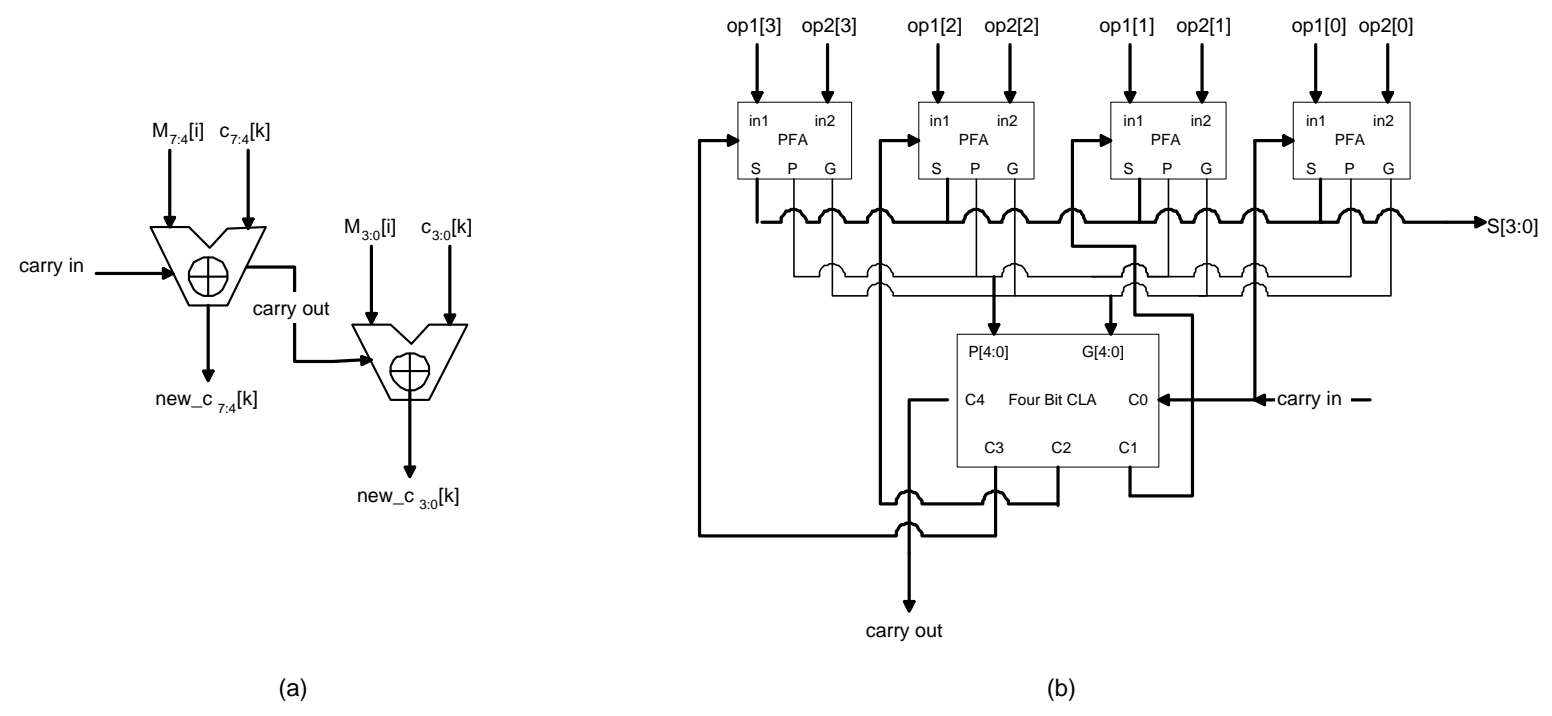 op1[3] op2[3] op1[2] op2[2] op1[1] op2[1] op1[0] op2[0]
in1 in2 in1 in2 in1 in2 in1 in2
PFA PFA PFA PFA
S P G S P G S P G S P G
S[3:0]
M7:4[i] c7:4[k]
carry in
carry out
new_c 7:4[k]
M3:0[i] c3:0[k]
new_c 3:0[k]
P[4:0] G[4:0]
C4 Four Bit CLA C0 carry in
C3 C2 C1
carry out
(a) (b)